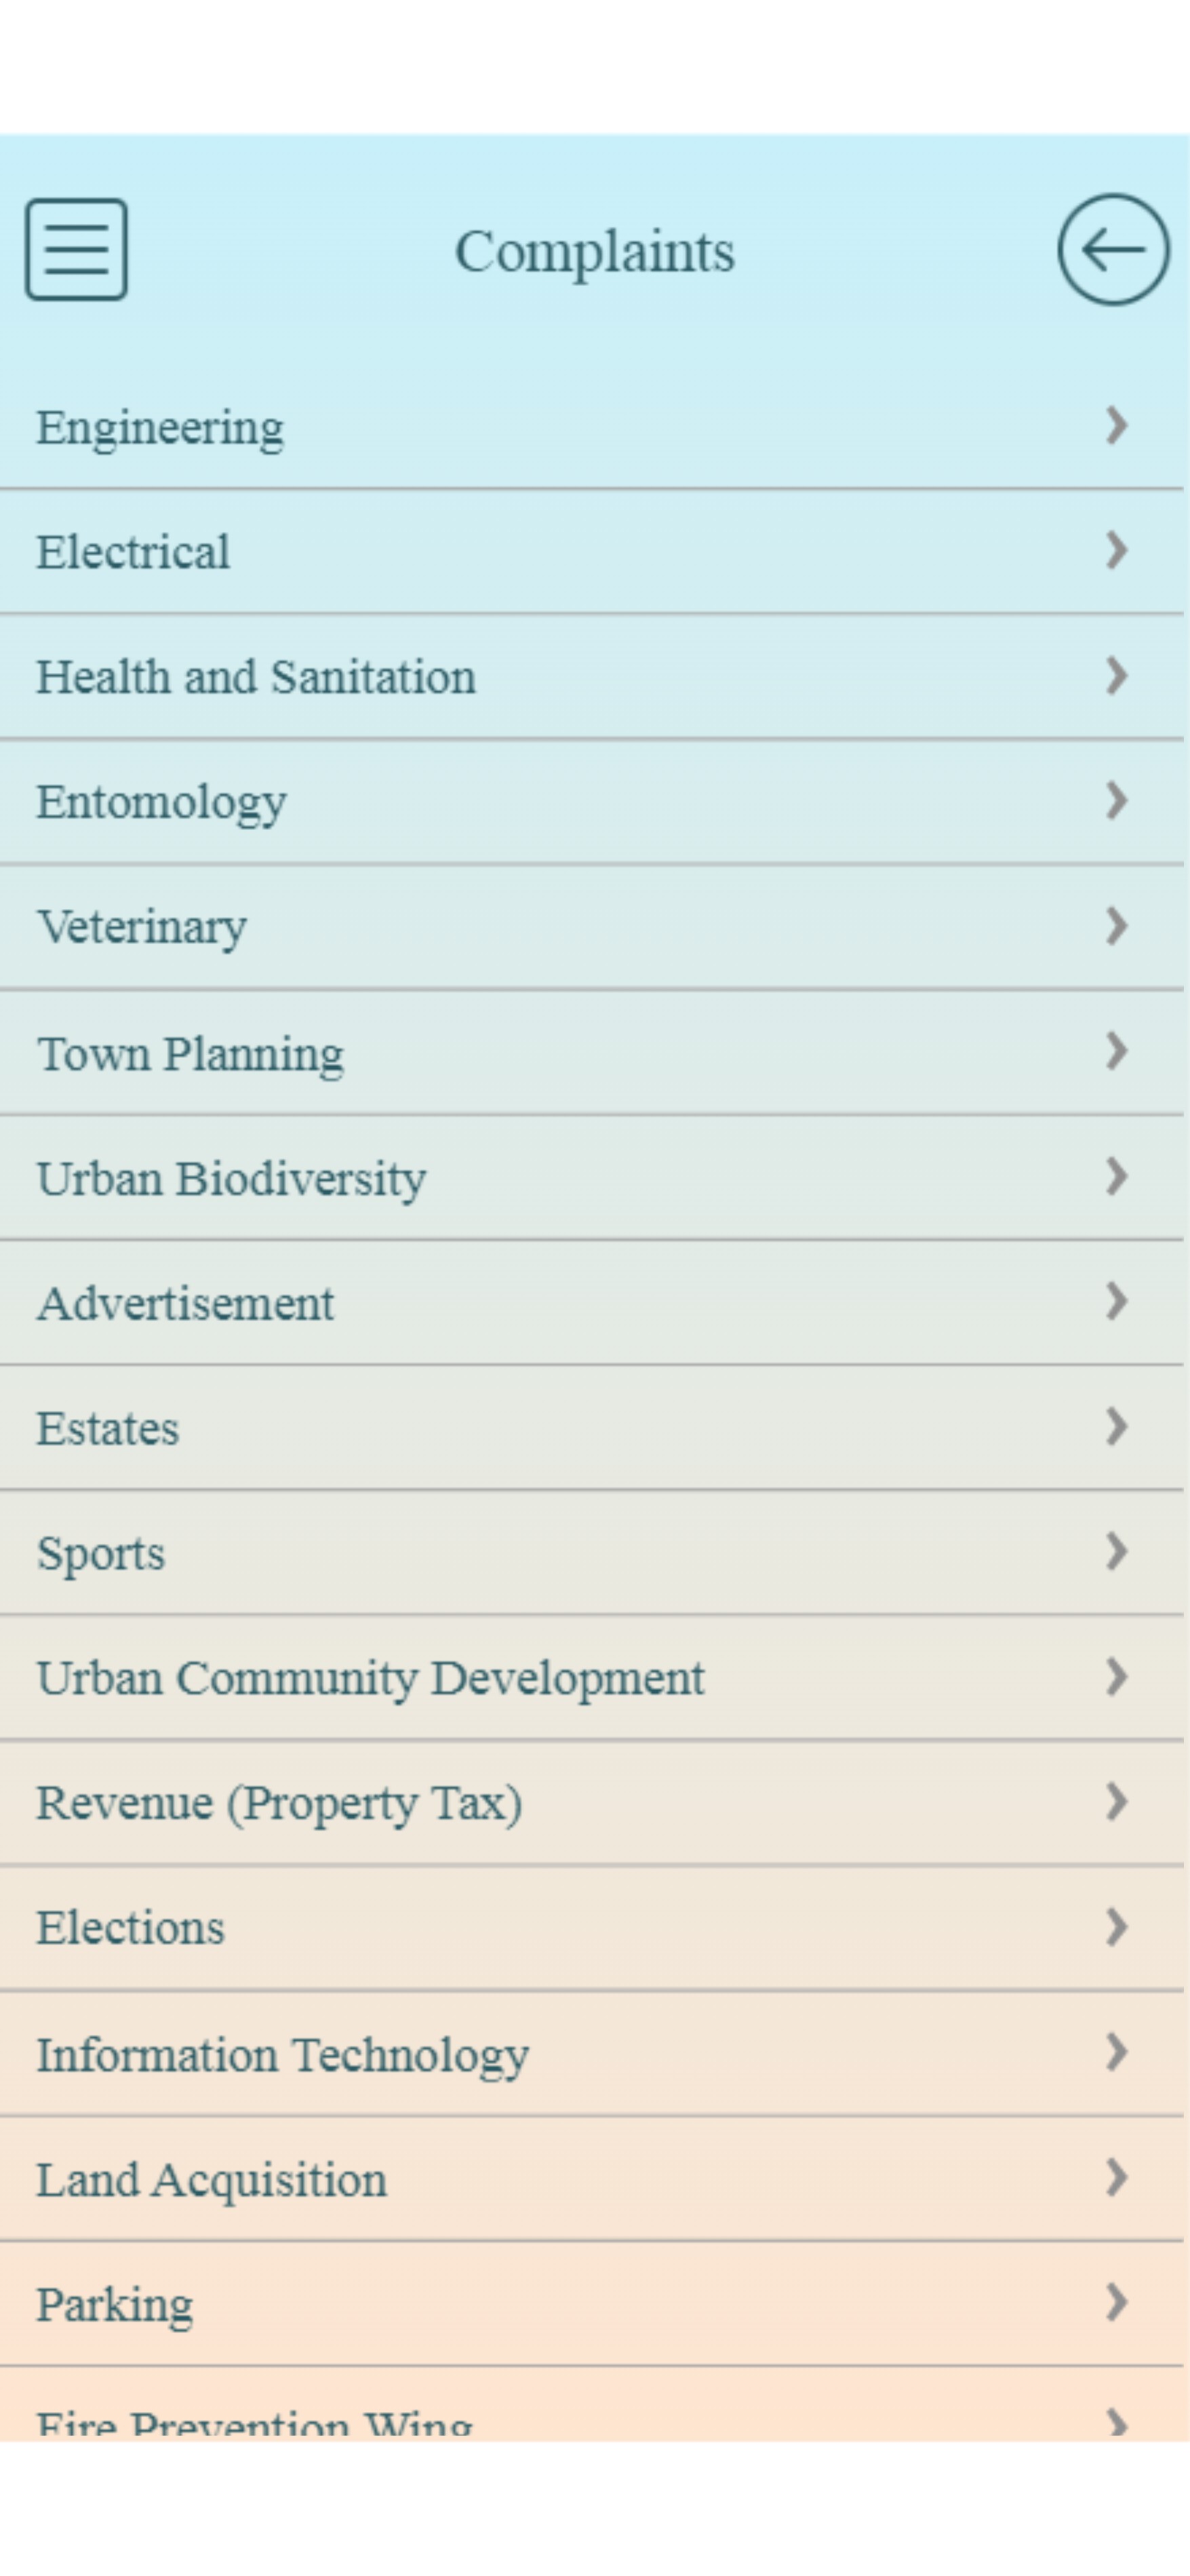 Complaints
Engineering
Electrical
Health and Sanitation
Entomology
Veterinary
Town Planning
Urban Biodiversity
Advertisement
Estates
Sports
Urban Community Development
Revenue (Property Tax)
Elections
Information Technology
Land Acquisition
Parking
Fire Prevention Wing